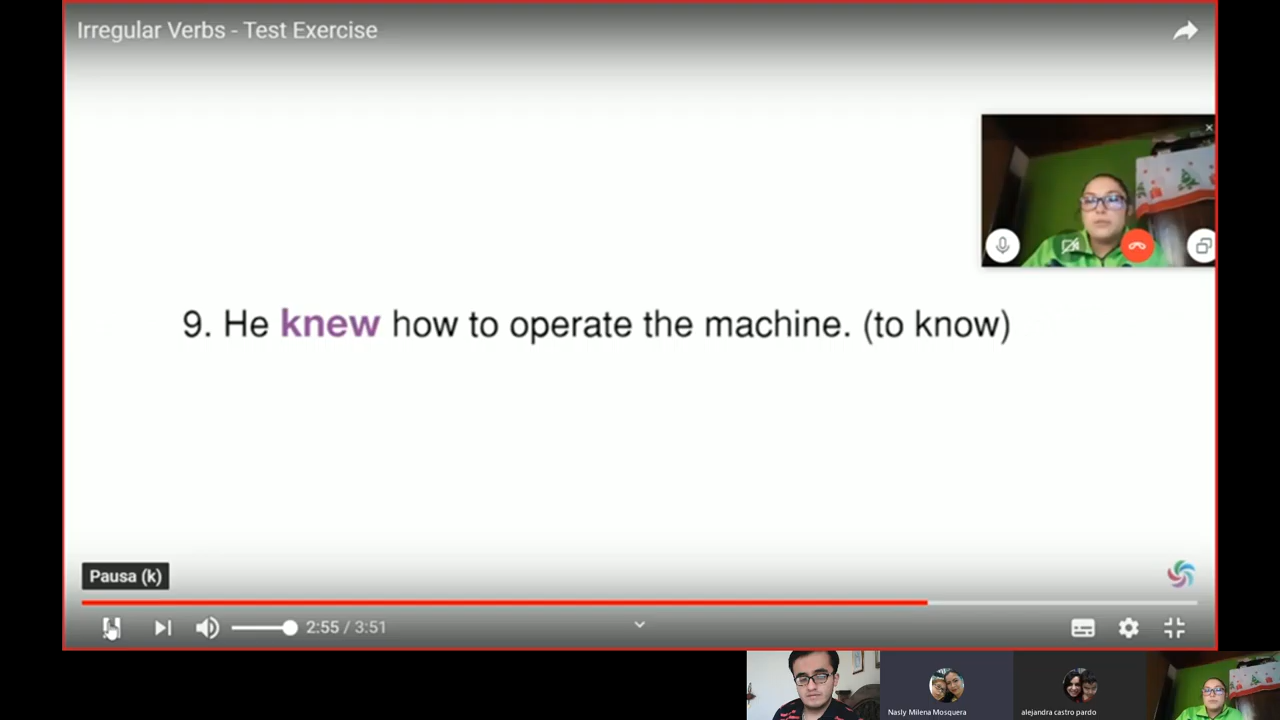 Irregular Verbs - Test Exercise
9. He knew how to operate the machine. (to know)
Pausa (k)
2:55 / 3:51
Nasly Milena Mosquera
alejandra castro pardo